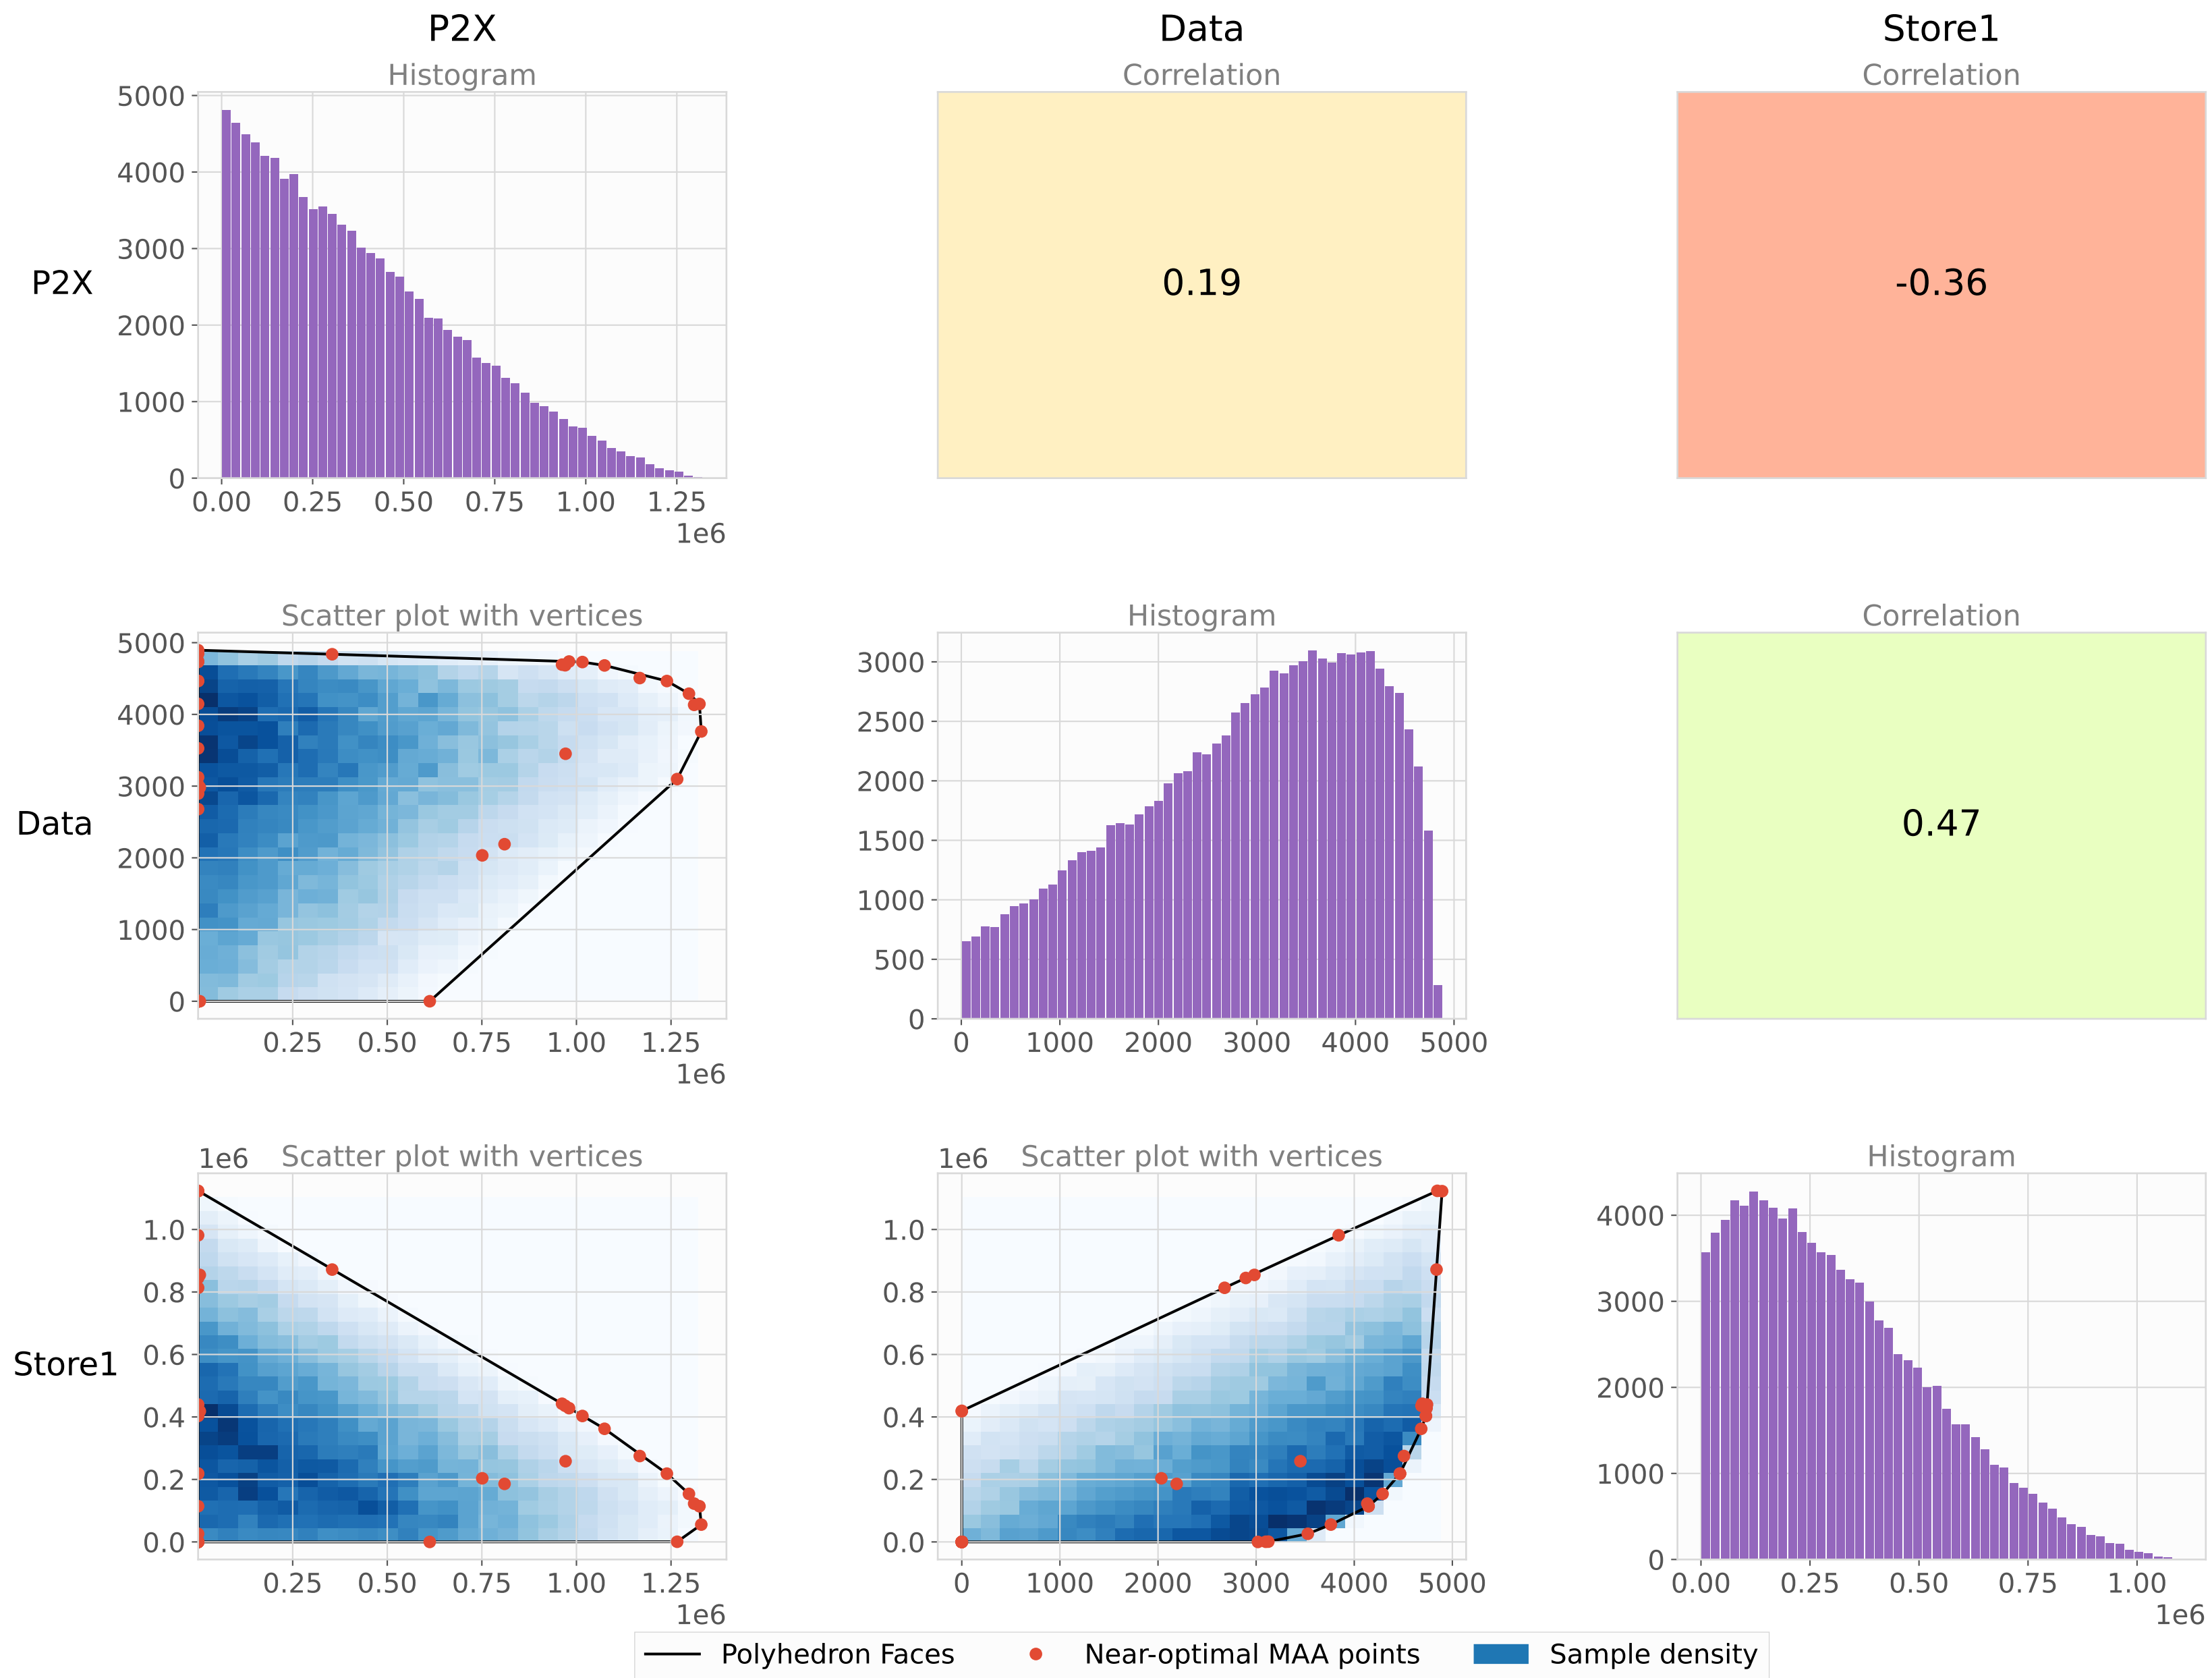 P2X Data Store1
Histogram Correlation Correlation
P2X
5000
4000
3000
2000
1000
0
0.00 0.25 0.50 0.75 1.00 1.25
1e6
0.19
-0.36
Scatter plot with vertices Histogram Correlation
Data
5000
4000
3000
2000
1000
0
0.25 0.50 0.75 1.00 1.25
1e6
3000
2500
2000
1500
1000
500
0
0 1000 2000 3000 4000 5000
0.47
1e6 Scatter plot with vertices 1e6 Scatter plot with vertices Histogram
Store1
1.0
0.8
0.6
0.4
0.2
0.0
0.25 0.50 0.75 1.00 1.25
1e6
1.0
0.8
0.6
0.4
0.2
0.0
0 1000 2000 3000 4000 5000
4000
3000
2000
1000
0
0.00 0.25 0.50 0.75 1.00
1e6
Polyhedron Faces Near-optimal MAA points Sample density